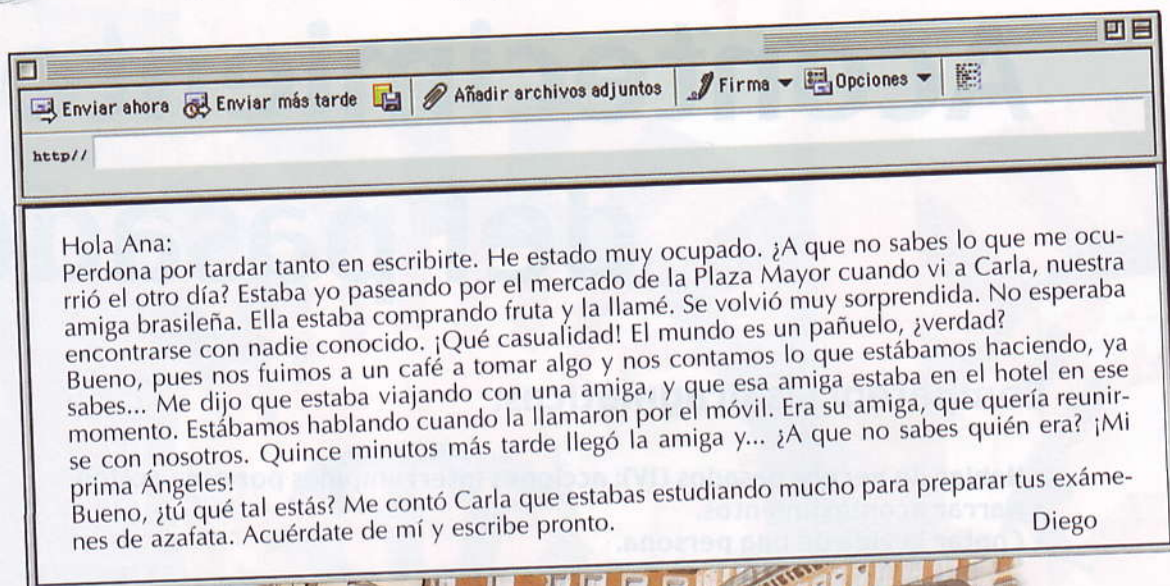 Enviar ahora Enviar más tarde Añadir archivos adjuntos Firma Opciones
http//
Hola Ana:
Perdona por tardar tanto en escribirte. He estado muy ocupado. ¿A que no sabes lo que me ocu-
rrió el otro día? Estaba yo paseando por el mercado de la Plaza Mayor cuando vi a Carla, nuestra
amiga brasileña. Ella estaba comprando fruta y la llamé. Se volvió muy sorprendida. No esperaba
encontrarse con nadie conocido. ¡Qué casualidad! El mundo es un pañuelo, ¿verdad?
Bueno, pues nos fuimos a un café a tomar algo y nos contamos lo que estábamos haciendo, ya
sabes... Me dijo que estaba viajando con una amiga, y que esa amiga estaba en el hotel en ese
momento. Estábamos hablando cuando la llamaron por el móvil. Era su amiga, que quería reunir-
se con nosotros. Quince minutos más tarde llegó la amiga y... ¿A que no sabes quién era? ¡Mi
prima Ángeles!
Bueno, ¿tú qué tal estás? Me contó Carla que estabas estudiando mucho para preparar tus exáme-
nes de azafata. Acuérdate de mí y escribe pronto.
Diego